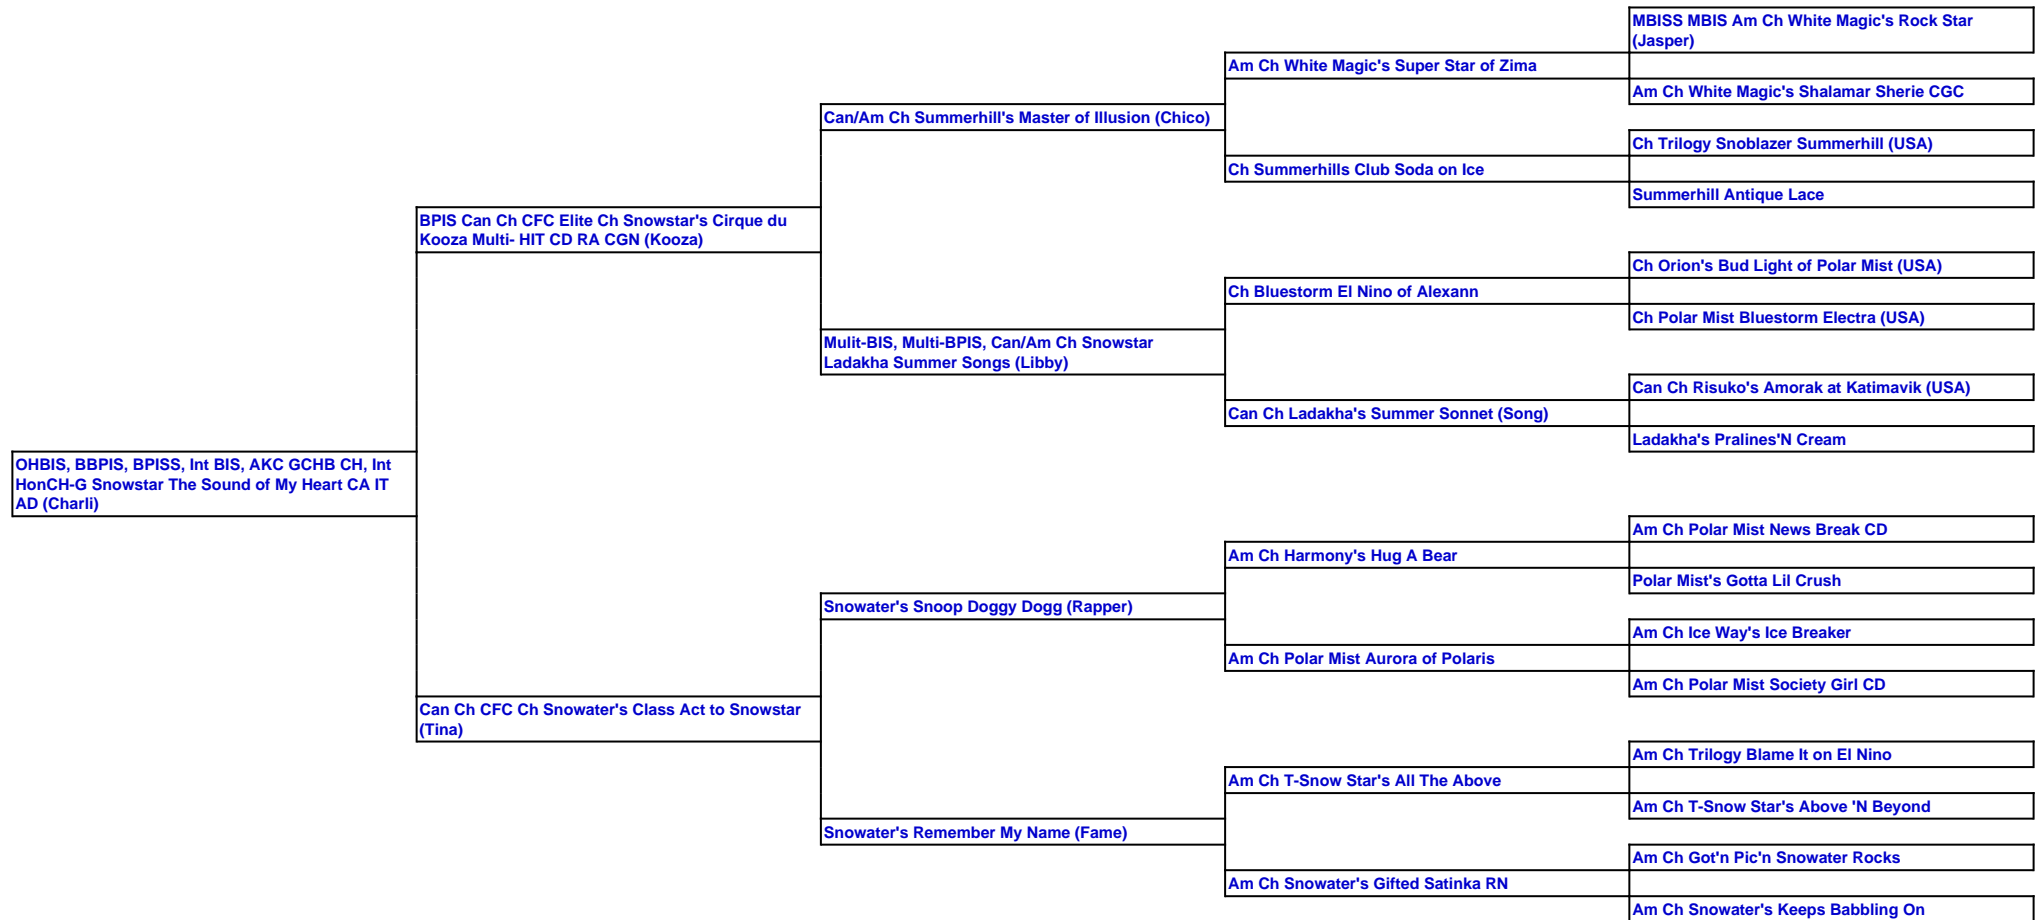 MBISS MBIS Am Ch White Magic's Rock Star
(Jasper)
Am Ch White Magic's Super Star of Zima
Am Ch White Magic's Shalamar Sherie CGC
Can/Am Ch Summerhill's Master of Illusion (Chico)
Ch Trilogy Snoblazer Summerhill (USA)
Ch Summerhills Club Soda on Ice
Summerhill Antique Lace
BPIS Can Ch CFC Elite Ch Snowstar's Cirque du
Kooza Multi- HIT CD RA CGN (Kooza)
Ch Orion's Bud Light of Polar Mist (USA)
Ch Bluestorm El Nino of Alexann
Ch Polar Mist Bluestorm Electra (USA)
Mulit-BIS, Multi-BPIS, Can/Am Ch Snowstar
Ladakha Summer Songs (Libby)
Can Ch Risuko's Amorak at Katimavik (USA)
Can Ch Ladakha's Summer Sonnet (Song)
Ladakha's Pralines'N Cream
OHBIS, BBPIS, BPISS, Int BIS, AKC GCHB CH, Int
HonCH-G Snowstar The Sound of My Heart CA IT
AD (Charli)
Am Ch Polar Mist News Break CD
Am Ch Harmony's Hug A Bear
Polar Mist's Gotta Lil Crush
Snowater's Snoop Doggy Dogg (Rapper)
Am Ch Ice Way's Ice Breaker
Am Ch Polar Mist Aurora of Polaris
Am Ch Polar Mist Society Girl CD
Can Ch CFC Ch Snowater's Class Act to Snowstar
(Tina)
Am Ch Trilogy Blame It on El Nino
Am Ch T-Snow Star's All The Above
Am Ch T-Snow Star's Above 'N Beyond
Snowater's Remember My Name (Fame)
Am Ch Got'n Pic'n Snowater Rocks
Am Ch Snowater's Gifted Satinka RN
Am Ch Snowater's Keeps Babbling On